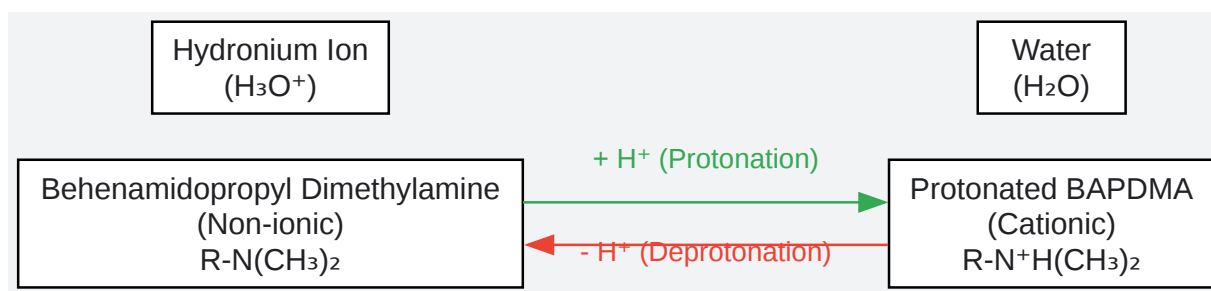 Hydronium Ion
(H₃O⁺)
Water
(H₂O)
+ H⁺ (Protonation)
Behenamidopropyl Dimethylamine
(Non-ionic)
R-N(CH₃)₂
- H⁺ (Deprotonation)
Protonated BAPDMA
(Cationic)
R-N⁺H(CH₃)₂